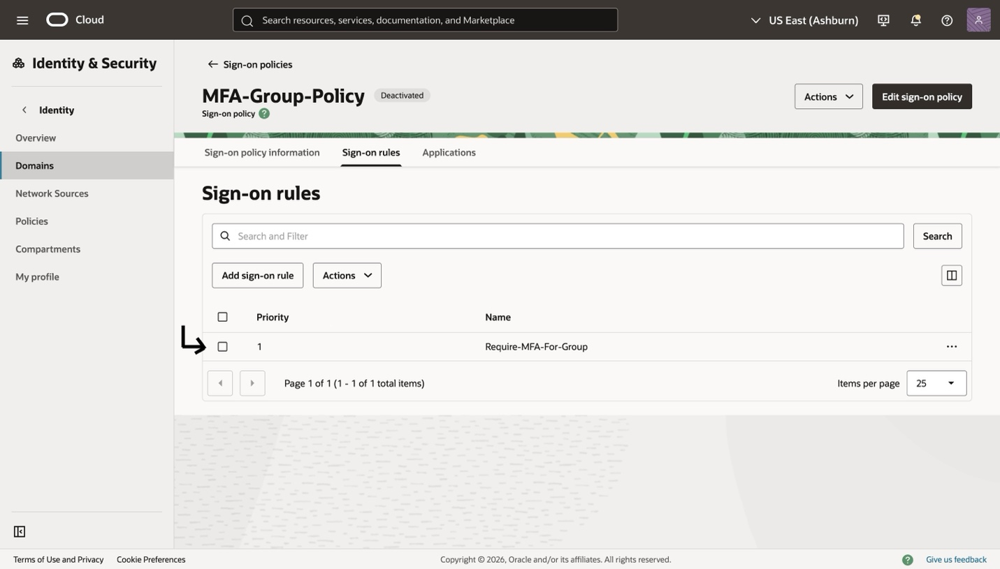 Cloud
Search resources, services, documentation, and Marketplace
US East (Ashburn)
Identity & Security
Identity
Overview
Domains
Network Sources
Policies
Compartments
My profile
Sign-on policies
MFA-Group-Policy
Deactivated
Sign-on policy ?
Actions
Edit sign-on policy
Sign-on policy information
Sign-on rules
Applications
Sign-on rules
Search and Filter
Search
Add sign-on rule
Actions
Priority Name
1 Require-MFA-For-Group
Page 1 of 1 (1 - 1 of 1 total items)
Items per page 25
Terms of Use and Privacy
Cookie Preferences
Copyright © 2026, Oracle and/or its affiliates. All rights reserved.
?
Give us feedback